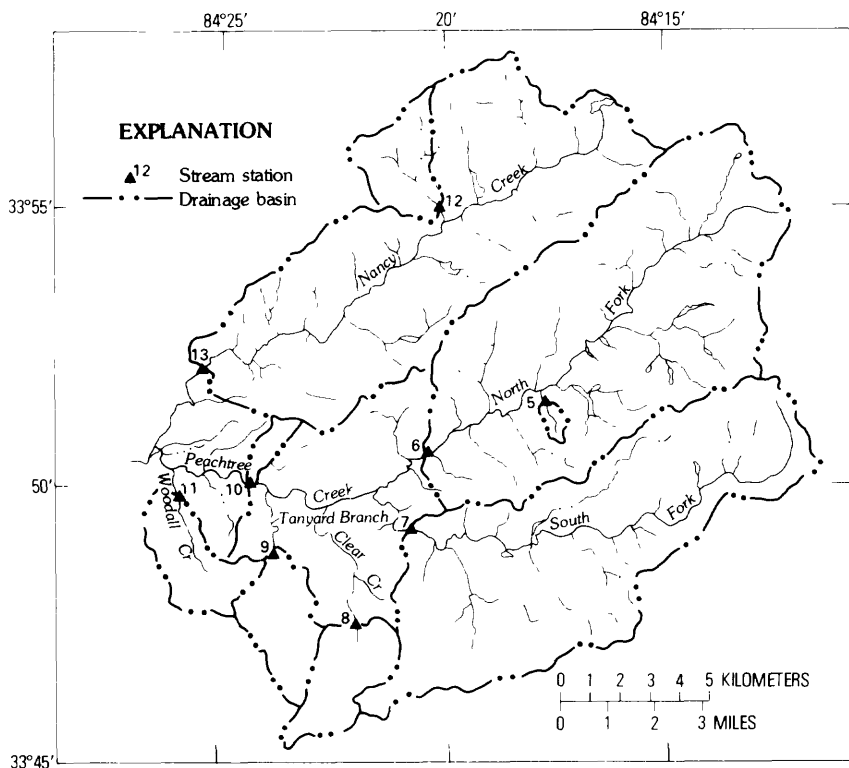 84°25'
20'
84°15'
EXPLANATION
12 Stream station
Drainage basin
33°55'
12
Creek
Nancy
Fork
13
North
5
6
Peachtree
10
11
50'
Creek
Woodall Cr
Tanyard Branch
7
South
Fork
Clear Cr
9
8
0 1 2 3 4 5 KILOMETERS
0 1 2 3 MILES
33°45'